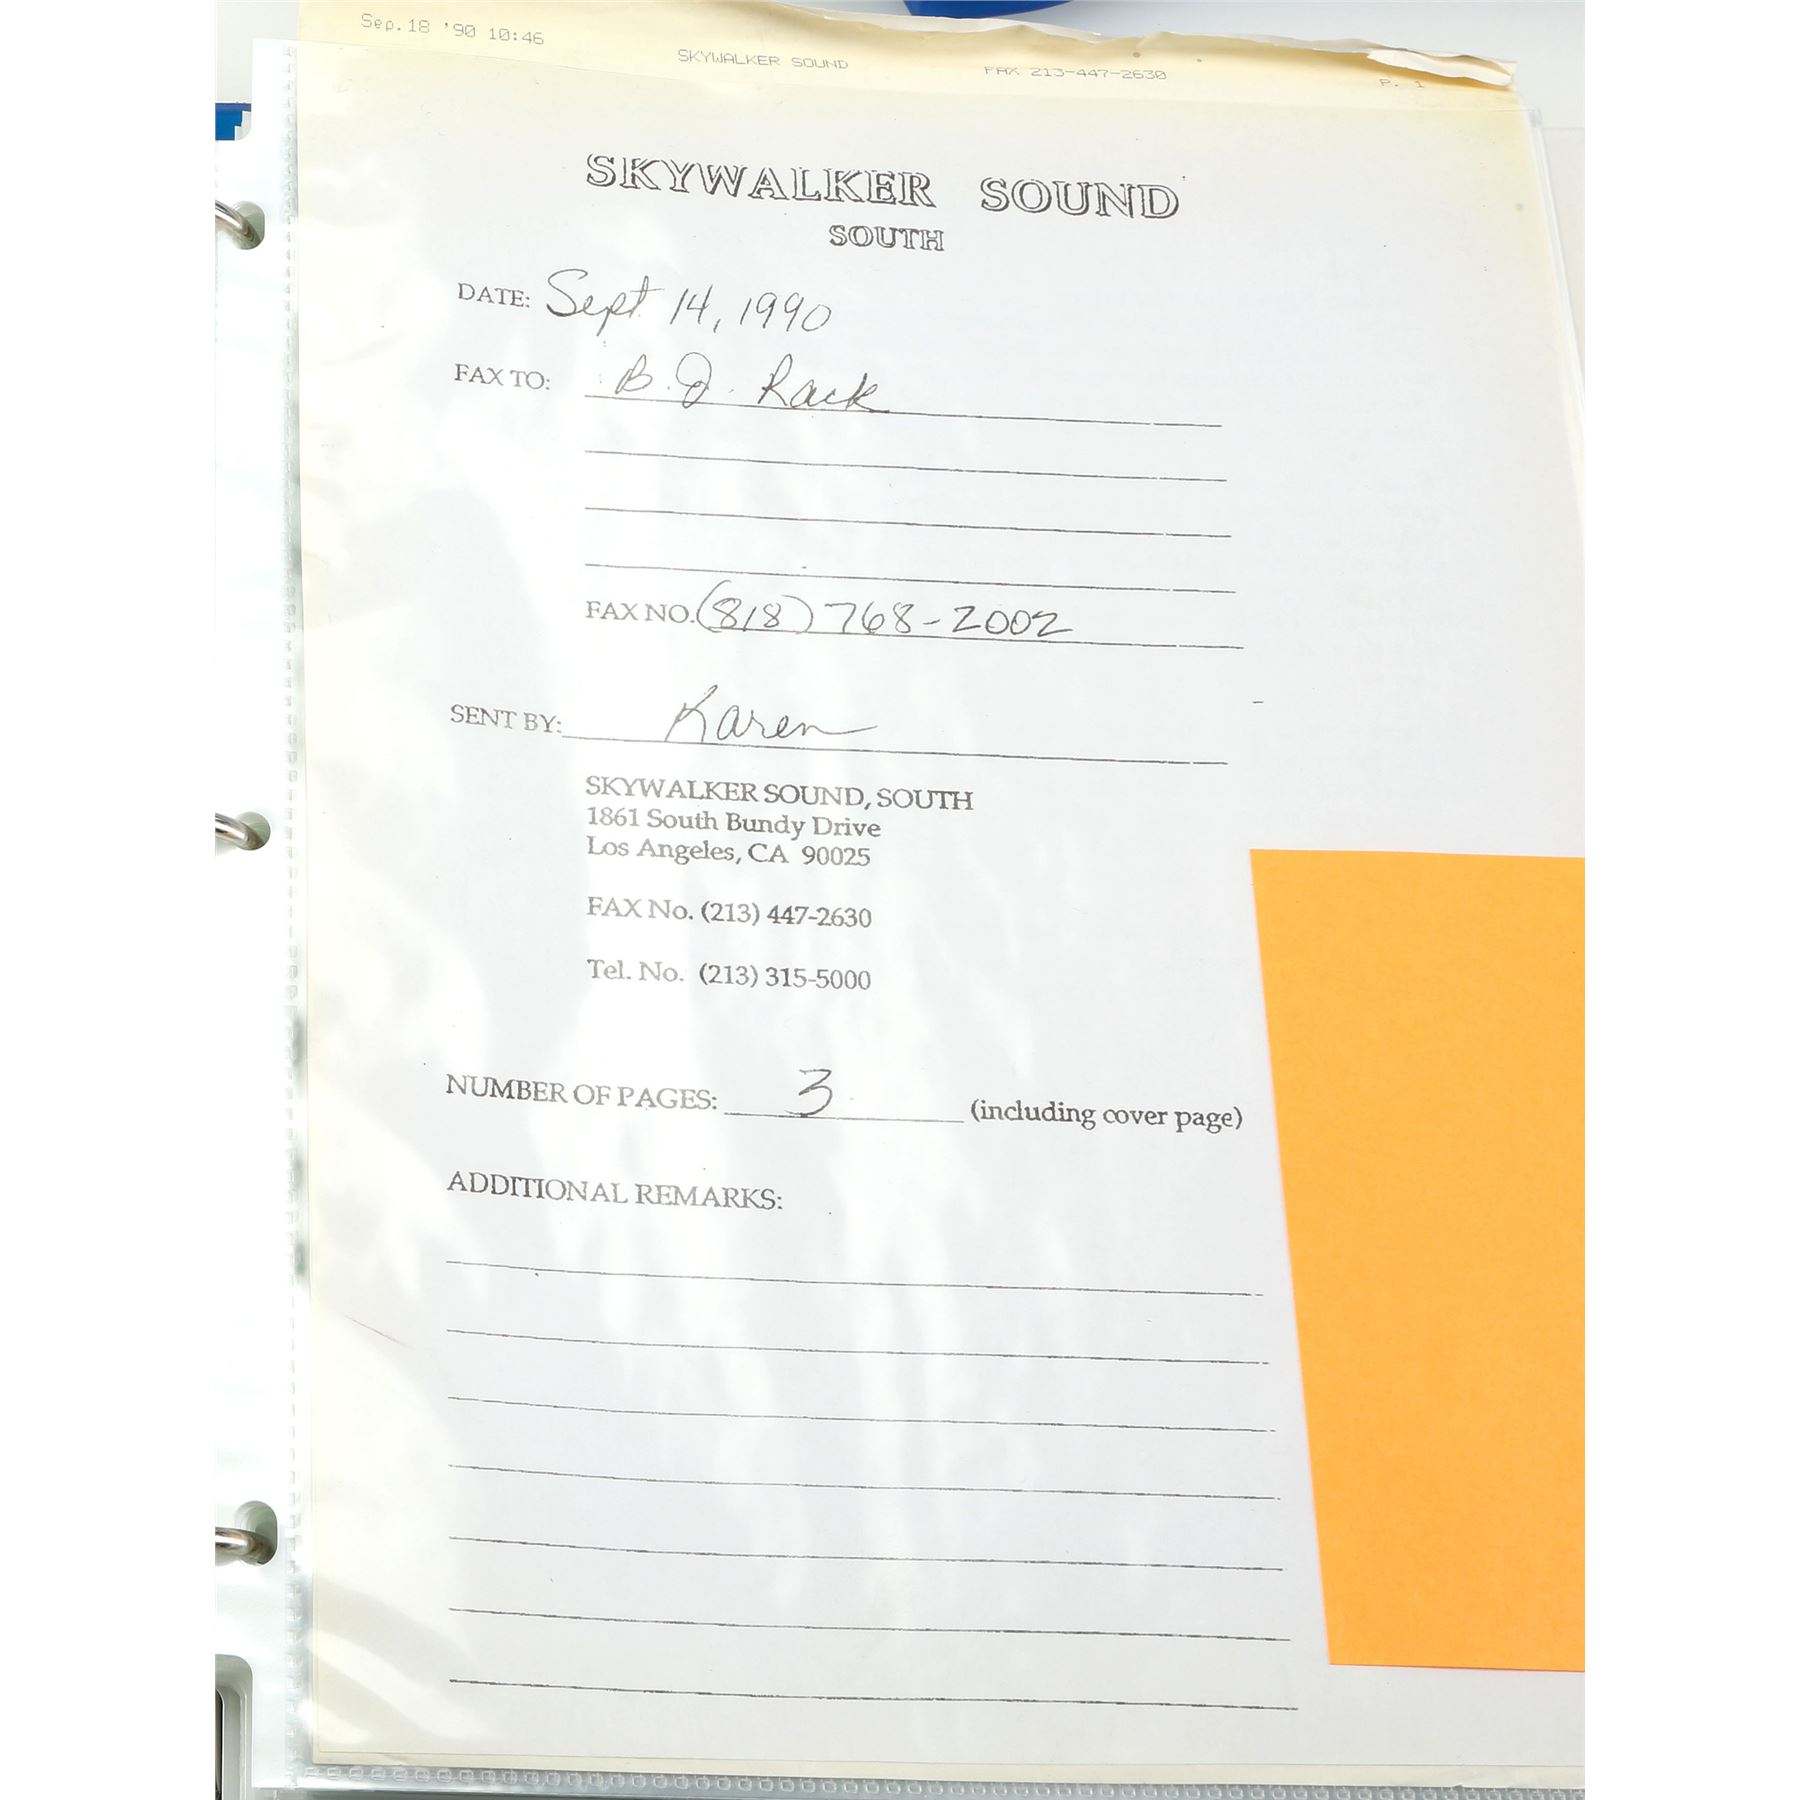 Sep.18 '90 10:46
SKYWALKER SOUND
FAX 213-447-2630
P. 1
SKYWALKER SOUND
SOUTH
DATE: Sept 14, 1990
FAX TO: B.J. Rack
FAX NO. (818) 768-2002
SENT BY: Karen
SKYWALKER SOUND, SOUTH
1861 South Bundy Drive
Los Angeles, CA 90025
FAX No. (213) 447-2630
Tel. No. (213) 315-5000
NUMBER OF PAGES: 3 (including cover page)
ADDITIONAL REMARKS: